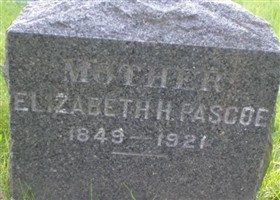 MOTHER
ELIZABETH H. PASCOE
1849-1921